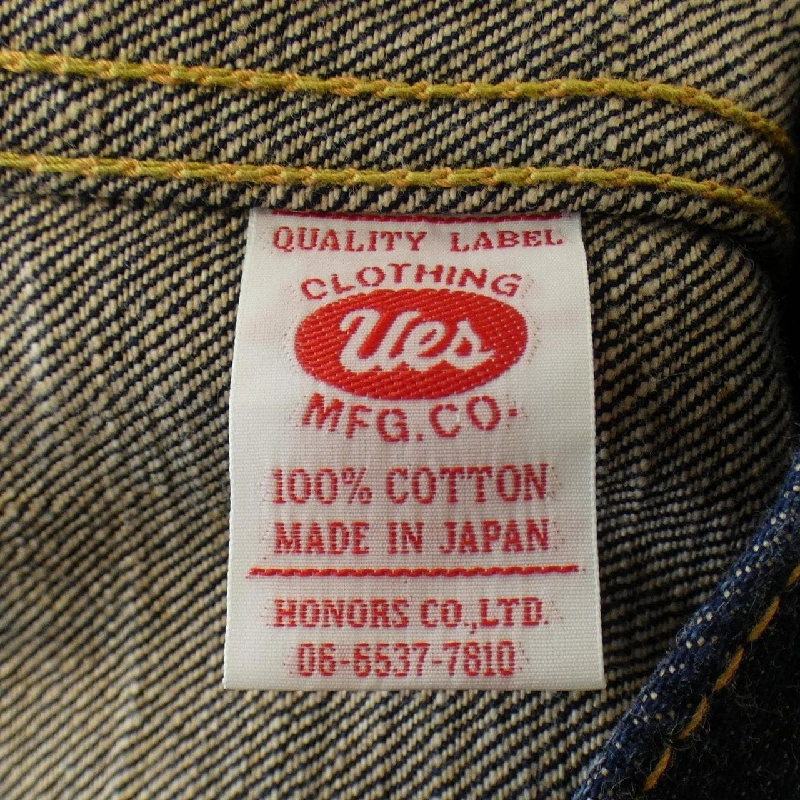 QUALITY LABEL
CLOTHING
Ues
MFG.CO.
100% COTTON
MADE IN JAPAN
HONORS CO.,LTD.
06-6537-7810